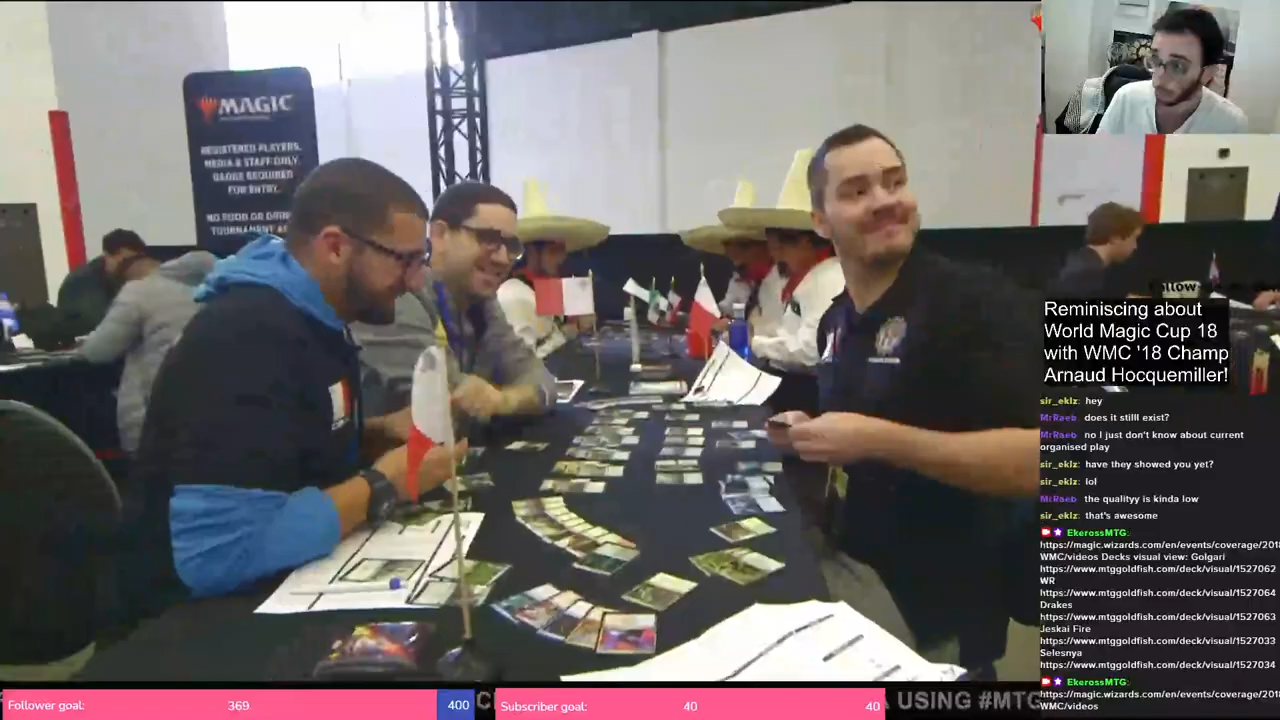 MAGIC
REGISTERED PLAYERS,
MEDIA & STAFF ONLY
BADGE REQUIRED
FOR ENTRY.
NO FOOD OR DRINK
TOURNAMENT
Follow
Reminiscing about
World Magic Cup 18
with WMC '18 Champ
Arnaud Hocquemiller!
sir_eklz: hey
MrRaeb: does it stilll exist?
MrRaeb: no I just don't know about current
organised play
sir_eklz: have they showed you yet?
sir_eklz: lol
MrRaeb: the qualityy is kinda low
sir_eklz: that's awesome
EkerossMTG:
https://magic.wizards.com/en/events/coverage/201
WMC/videos Decks visual view: Golgari
https://www.mtggoldfish.com/deck/visual/1527062
WR
https://www.mtggoldfish.com/deck/visual/1527064
Drakes
https://www.mtggoldfish.com/deck/visual/1527063
Jeskai Fire
https://www.mtggoldfish.com/deck/visual/1527033
Selesnya
https://www.mtggoldfish.com/deck/visual/1527034
EkerossMTG:
https://magic.wizards.com/en/events/coverage/201
WMC/videos
Follower goal: 369 400 Subscriber goal: 40 40 A USING #MTG